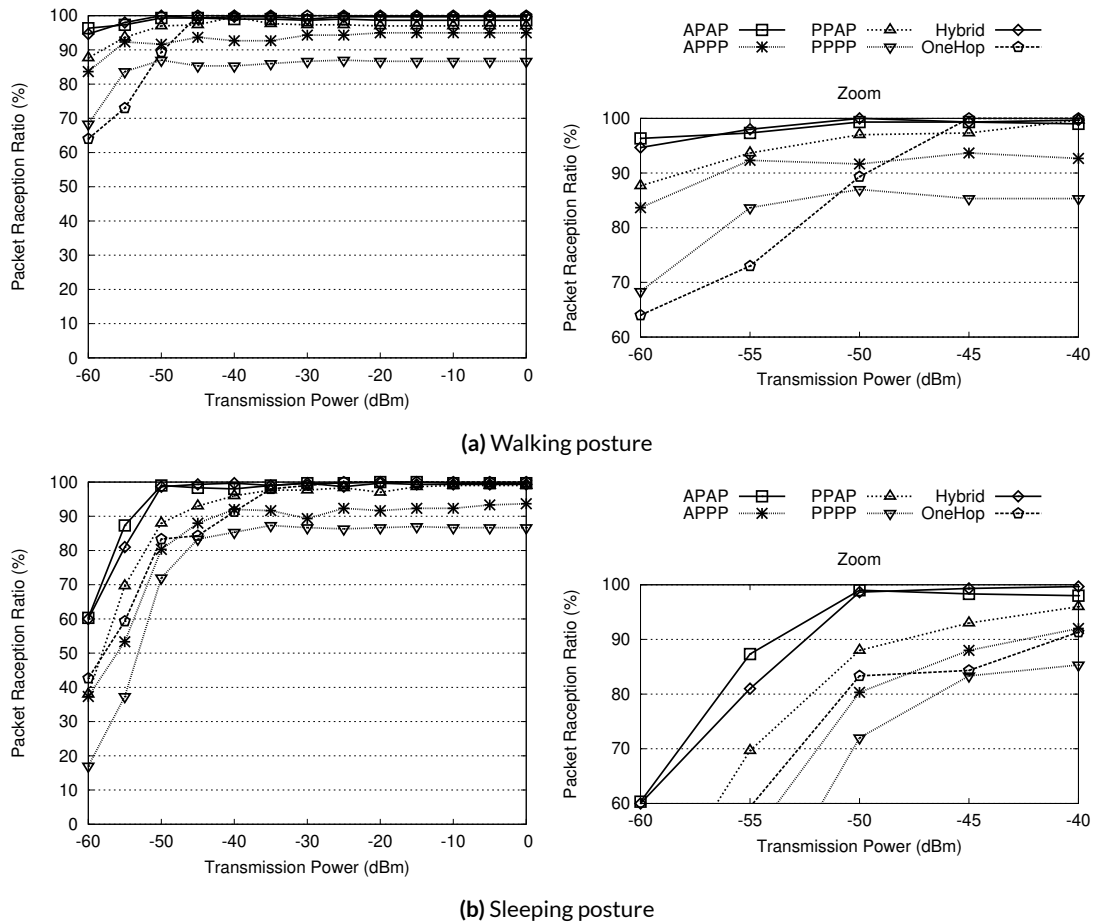 100
90
80
70
60
50
40
30
20
10
0
Packet Raception Ratio (%)
-60 -50 -40 -30 -20 -10 0
Transmission Power (dBm)
APAP PPAP Hybrid
APPP PPPP OneHop
Zoom
100
90
80
70
60
Packet Raception Ratio (%)
-60 -55 -50 -45 -40
Transmission Power (dBm)
(a) Walking posture
100
90
80
70
60
50
40
30
20
10
0
Packet Raception Ratio (%)
-60 -50 -40 -30 -20 -10 0
Transmission Power (dBm)
APAP PPAP Hybrid
APPP PPPP OneHop
Zoom
100
90
80
70
60
Packet Raception Ratio (%)
-60 -55 -50 -45 -40
Transmission Power (dBm)
(b) Sleeping posture